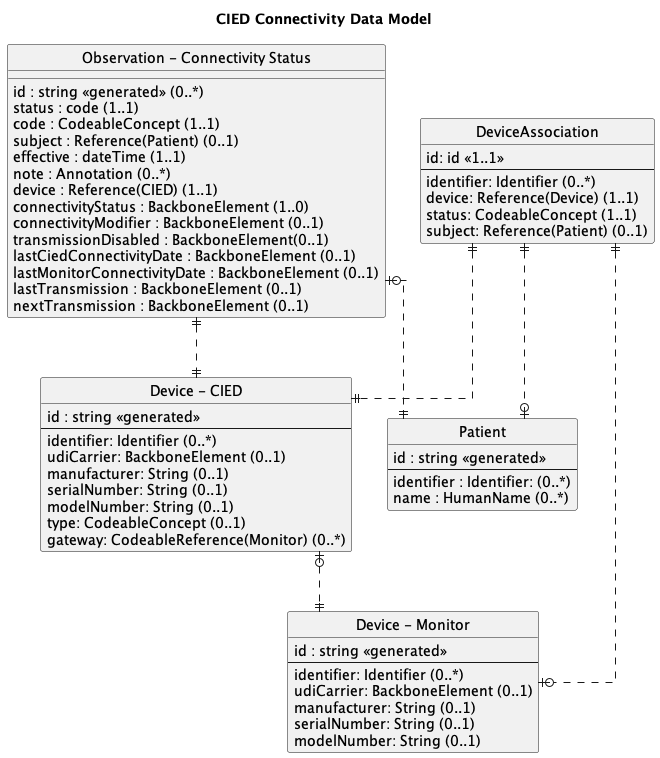 CIED Connectivity Data Model
Observation – Connectivity Status
id : string «generated» (0..*)
status : code (1..1)
code : CodeableConcept (1..1)
subject : Reference(Patient) (0..1)
effective : dateTime (1..1)
note : Annotation (0..*)
device : Reference(CIED) (1..1)
connectivityStatus : BackboneElement (1..0)
connectivityModifier : BackboneElement (0..1)
transmissionDisabled : BackboneElement(0..1)
lastCiedConnectivityDate : BackboneElement (0..1)
lastMonitorConnectivityDate : BackboneElement (0..1)
lastTransmission : BackboneElement (0..1)
nextTransmission : BackboneElement (0..1)
DeviceAssociation
id: id «1..1»
identifier: Identifier (0..*)
device: Reference(Device) (1..1)
status: CodeableConcept (1..1)
subject: Reference(Patient) (0..1)
Device – CIED
id : string «generated»
identifier: Identifier (0..*)
udiCarrier: BackboneElement (0..1)
manufacturer: String (0..1)
serialNumber: String (0..1)
modelNumber: String (0..1)
type: CodeableConcept (0..1)
gateway: CodeableReference(Monitor) (0..*)
Patient
id : string «generated»
identifier : Identifier: (0..*)
name : HumanName (0..*)
Device – Monitor
id : string «generated»
identifier: Identifier (0..*)
udiCarrier: BackboneElement (0..1)
manufacturer: String (0..1)
serialNumber: String (0..1)
modelNumber: String (0..1)